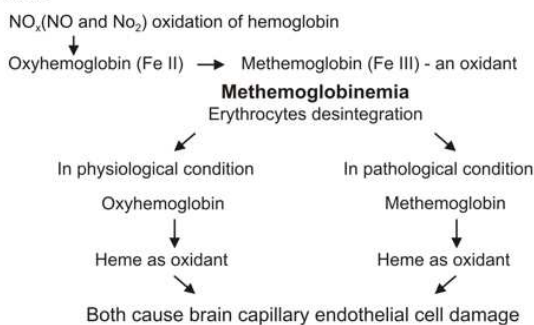 NOx(NO and No2) oxidation of hemoglobin
Oxyhemoglobin (Fe II) → Methemoglobin (Fe III) - an oxidant
Methemoglobinemia
Erythrocytes desintegration
In physiological condition In pathological condition
Oxyhemoglobin Methemoglobin
Heme as oxidant Heme as oxidant
Both cause brain capillary endothelial cell damage